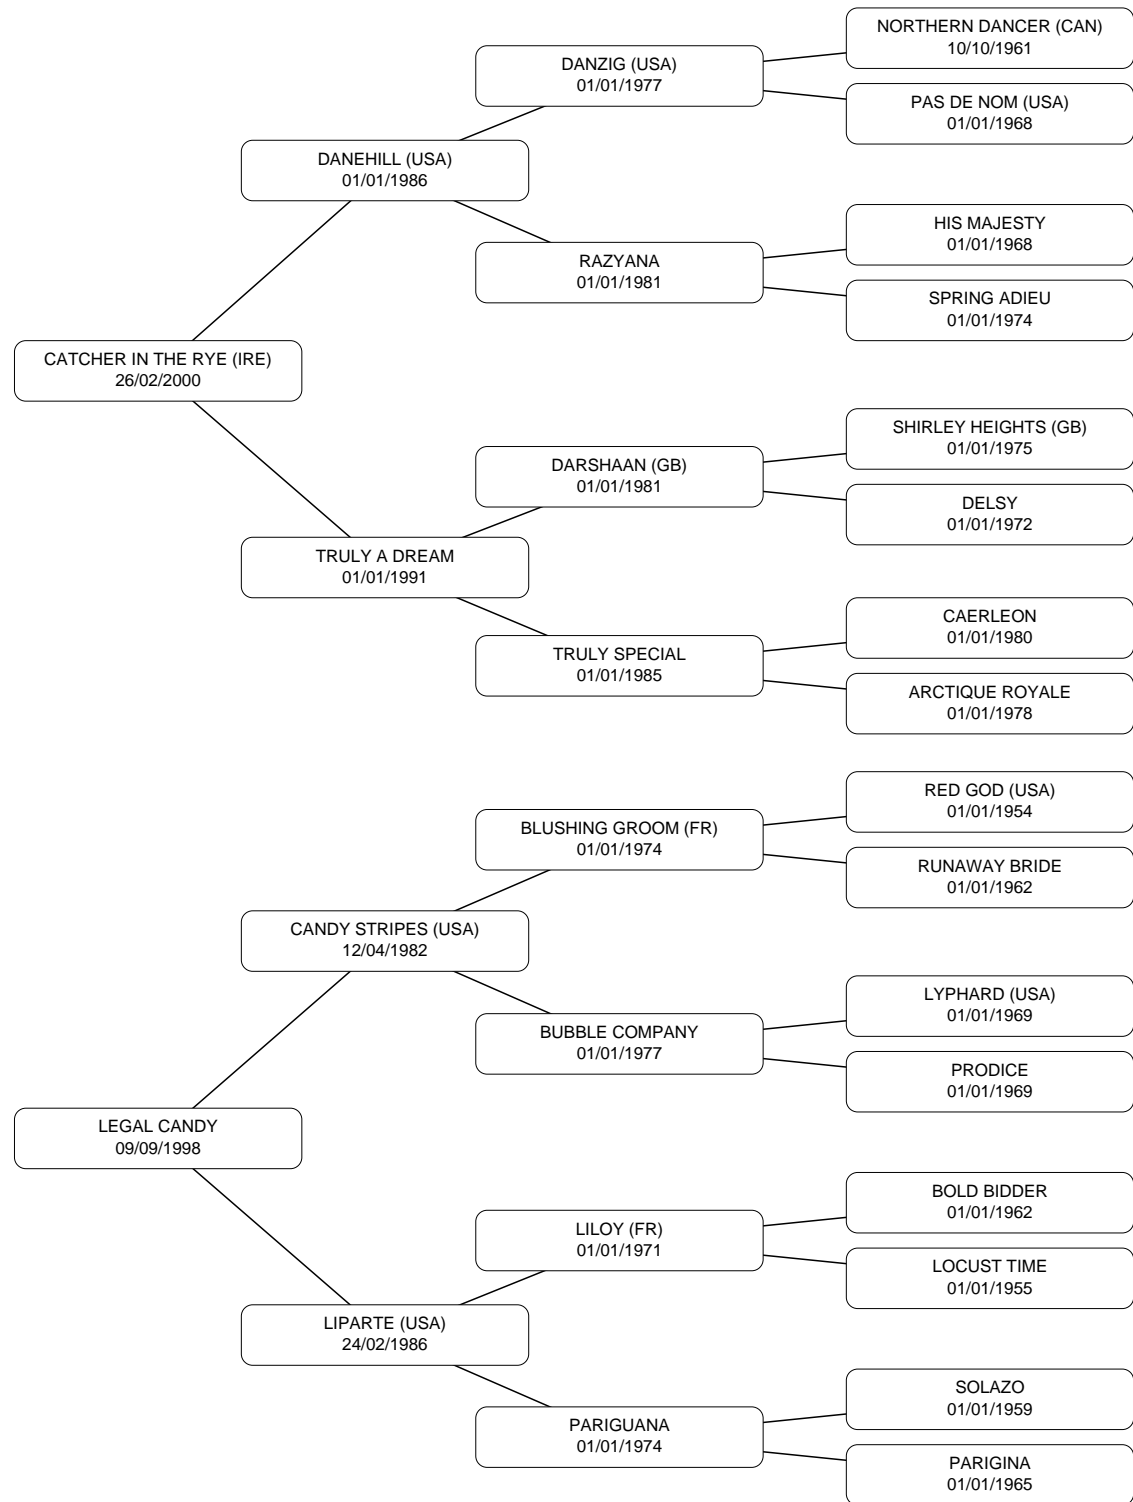 NORTHERN DANCER (CAN)
10/10/1961
DANZIG (USA)
01/01/1977
PAS DE NOM (USA)
01/01/1968
DANEHILL (USA)
01/01/1986
HIS MAJESTY
01/01/1968
RAZYANA
01/01/1981
SPRING ADIEU
01/01/1974
CATCHER IN THE RYE (IRE)
26/02/2000
SHIRLEY HEIGHTS (GB)
01/01/1975
DARSHAAN (GB)
01/01/1981
DELSY
01/01/1972
TRULY A DREAM
01/01/1991
CAERLEON
01/01/1980
TRULY SPECIAL
01/01/1985
ARCTIQUE ROYALE
01/01/1978
RED GOD (USA)
01/01/1954
BLUSHING GROOM (FR)
01/01/1974
RUNAWAY BRIDE
01/01/1962
CANDY STRIPES (USA)
12/04/1982
LYPHARD (USA)
01/01/1969
BUBBLE COMPANY
01/01/1977
PRODICE
01/01/1969
LEGAL CANDY
09/09/1998
BOLD BIDDER
01/01/1962
LILOY (FR)
01/01/1971
LOCUST TIME
01/01/1955
LIPARTE (USA)
24/02/1986
SOLAZO
01/01/1959
PARIGUANA
01/01/1974
PARIGINA
01/01/1965